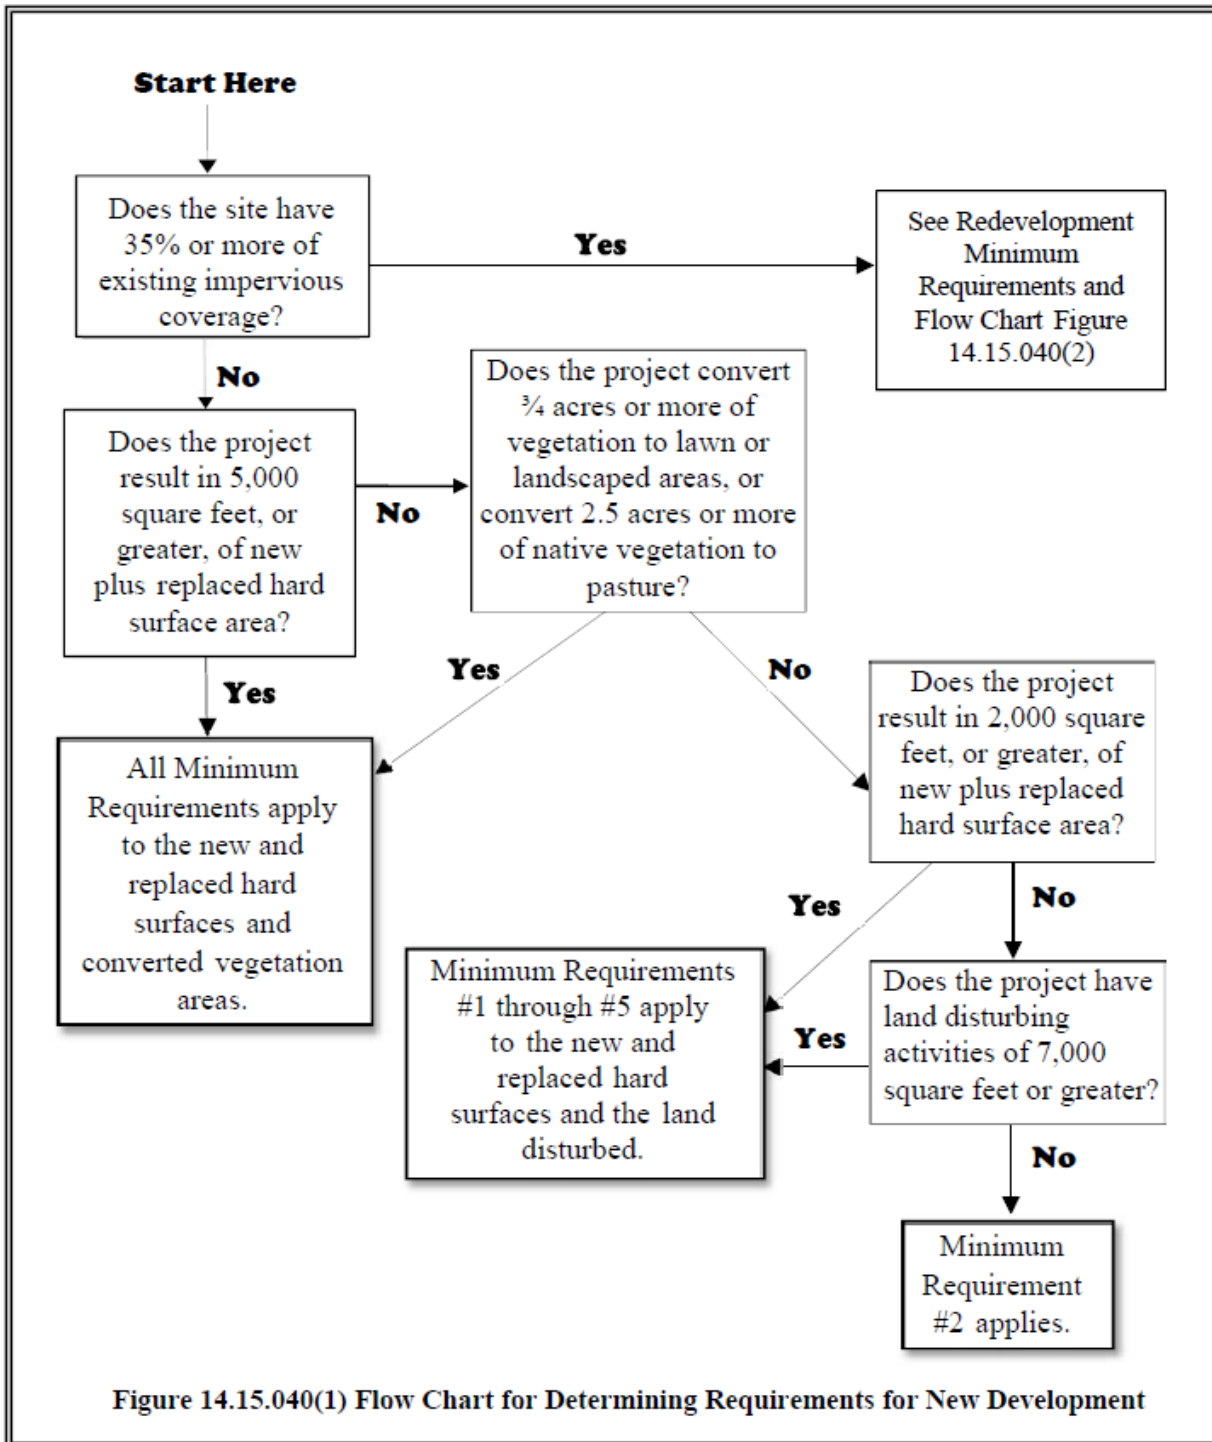 Start Here
Does the site have
35% or more of
existing impervious
coverage?
Yes
See Redevelopment
Minimum
Requirements and
Flow Chart Figure
14.15.040(2)
No
Does the project
result in 5,000
square feet, or
greater, of new
plus replaced hard
surface area?
No
Does the project convert
¾ acres or more of
vegetation to lawn or
landscaped areas, or
convert 2.5 acres or more
of native vegetation to
pasture?
Yes
Yes
No
All Minimum
Requirements apply
to the new and
replaced hard
surfaces and
converted vegetation
areas.
Does the project
result in 2,000 square
feet, or greater, of
new plus replaced
hard surface area?
Yes
No
Minimum Requirements
#1 through #5 apply
to the new and
replaced hard
surfaces and the land
disturbed.
Yes
Does the project have
land disturbing
activities of 7,000
square feet or greater?
No
Minimum
Requirement
#2 applies.
Figure 14.15.040(1) Flow Chart for Determining Requirements for New Development